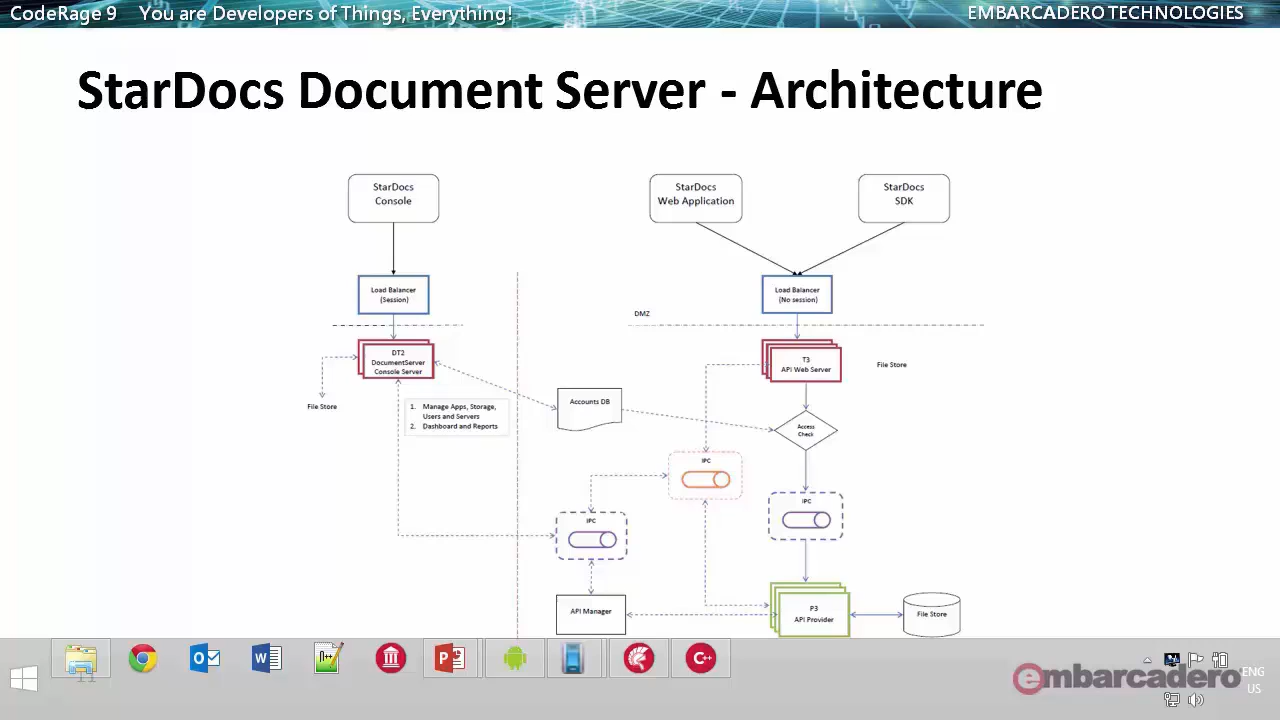 CodeRage 9 You are Developers of Things, Everything!
EMBARCADERO TECHNOLOGIES
StarDocs Document Server - Architecture
StarDocs
Console
StarDocs
Web Application
StarDocs
SDK
Load Balancer
(Session)
Load Balancer
(No session)
DMZ
DT2
DocumentServer
Console Server
T3
API Web Server
File Store
File Store
Accounts DB
1. Manage Apps, Storage,
Users and Servers
2. Dashboard and Reports
Access
Check
IPC
IPC
IPC
API Manager
P3
API Provider
File Store
ENG
US
embarcadero